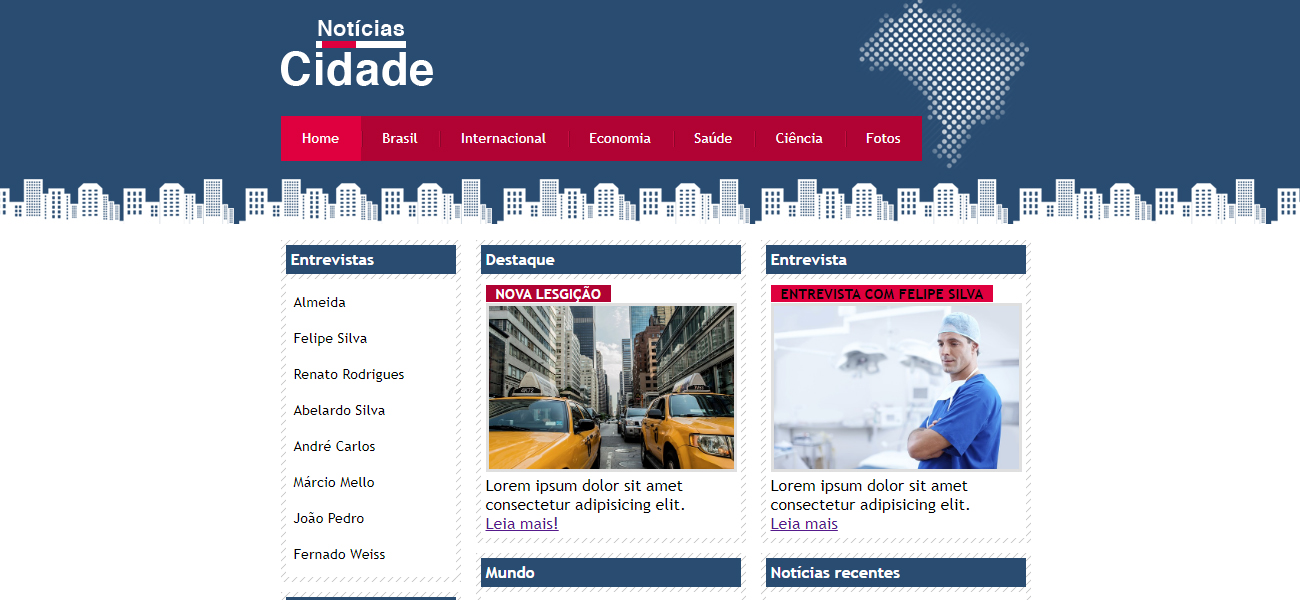 Notícias
Cidade
Home Brasil Internacional Economia Saúde Ciência Fotos
Entrevistas
Almeida
Felipe Silva
Renato Rodrigues
Abelardo Silva
André Carlos
Márcio Mello
João Pedro
Fernado Weiss
Destaque
NOVA LESGIÇÃO
Lorem ipsum dolor sit amet
consectetur adipisicing elit.
Leia mais!
Entrevista
ENTREVISTA COM FELIPE SILVA
Lorem ipsum dolor sit amet
consectetur adipisicing elit.
Leia mais
Mundo
Notícias recentes